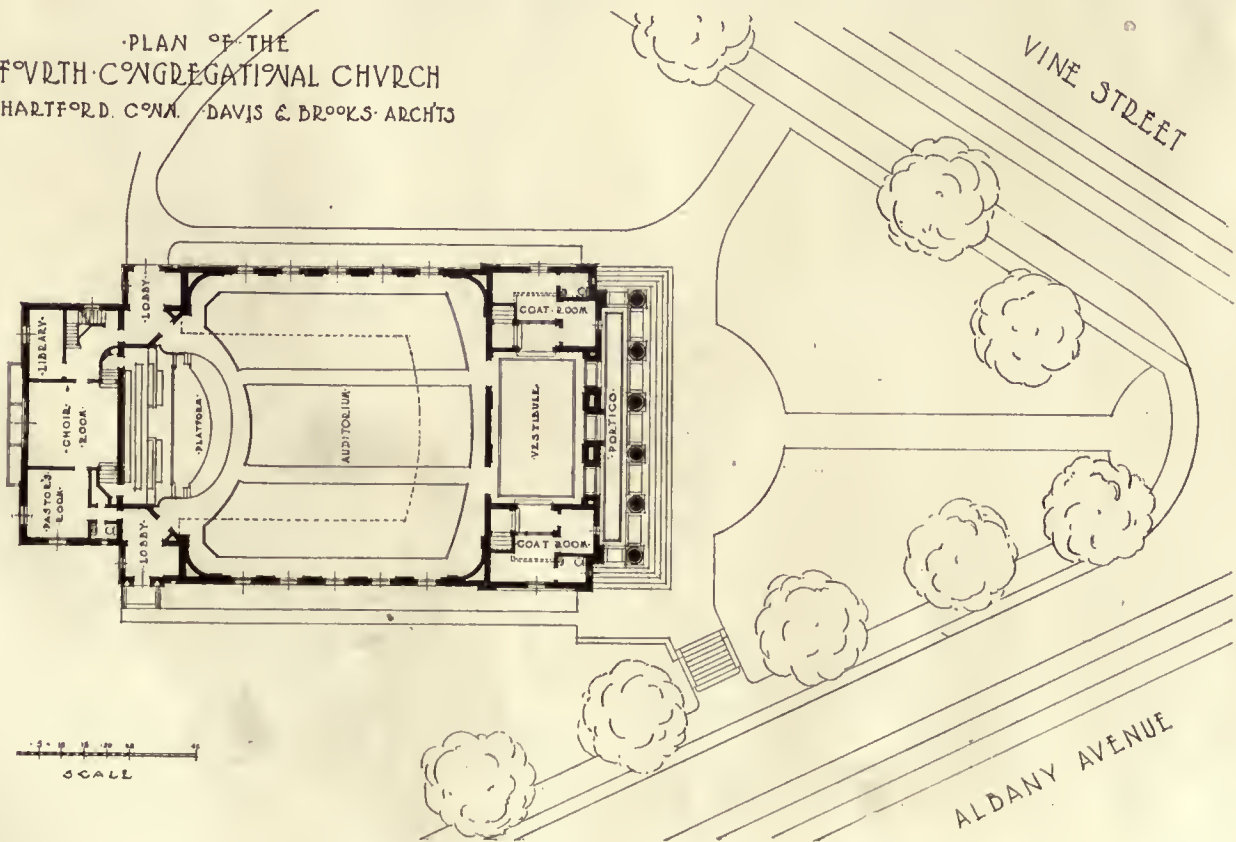 ·PLAN OF THE
FOVRTH·CONGREGATIONAL CHVRCH
HARTFORD. CONN. ·DAVIS & BROOKS· ARCHTS
VINE STREET
·LOBBY·
COAT·ROOM
·LIBRARY·
·CHOIR·
·ROOM·
·PLATFORM·
AUDITORIUM
·VESTIBULE·
·PORTICO·
·PASTOR'S·
·ROOM·
·LOBBY·
·COAT ROOM·
SCALE
ALBANY AVENUE